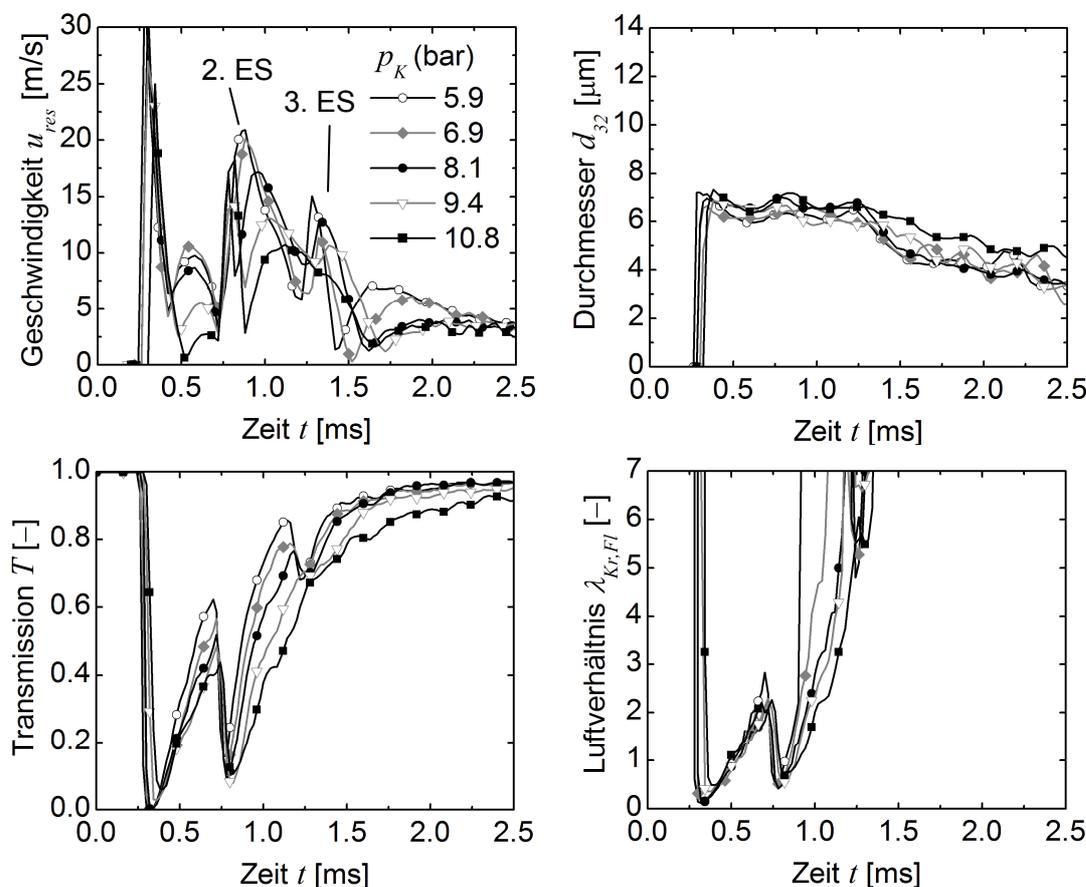 Geschwindigkeit u_res [m/s]
30
25
20
15
10
5
0
2. ES
3. ES
p_K (bar)
5.9
6.9
8.1
9.4
10.8
0.0 0.5 1.0 1.5 2.0 2.5
Zeit t [ms]
Durchmesser d_32 [µm]
14
12
10
8
6
4
2
0
0.0 0.5 1.0 1.5 2.0 2.5
Zeit t [ms]
Transmission T [–]
1.0
0.8
0.6
0.4
0.2
0.0
0.0 0.5 1.0 1.5 2.0 2.5
Zeit t [ms]
Luftverhältnis λ_Kr,Fl [–]
7
6
5
4
3
2
1
0
0.0 0.5 1.0 1.5 2.0 2.5
Zeit t [ms]